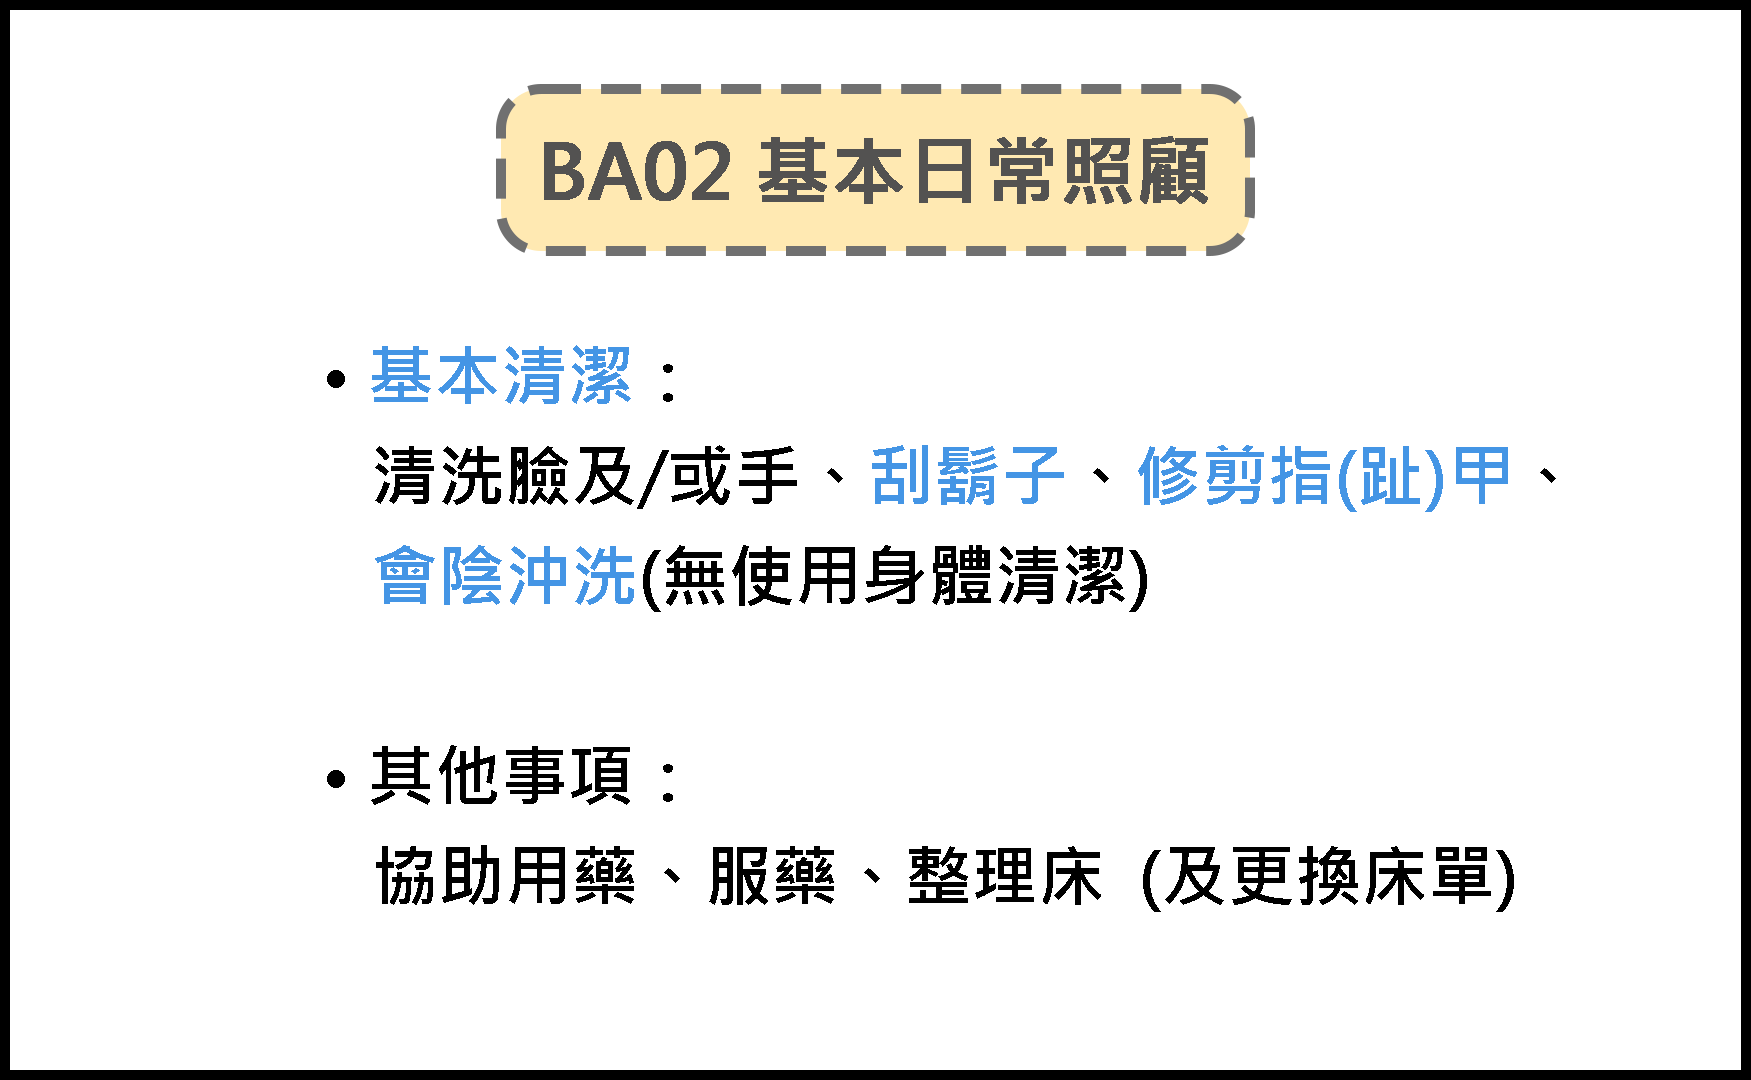 BA02 基本日常照顧
• 基本清潔：
清洗臉及/或手、刮鬍子、修剪指(趾)甲、
會陰沖洗(無使用身體清潔)
• 其他事項：
協助用藥、服藥、整理床 (及更換床單)